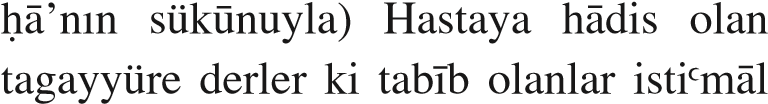 ḥā’nın sükūnuyla) Hastaya hādis olan
tagayyüre derler ki tabīb olanlar istiʿmāl